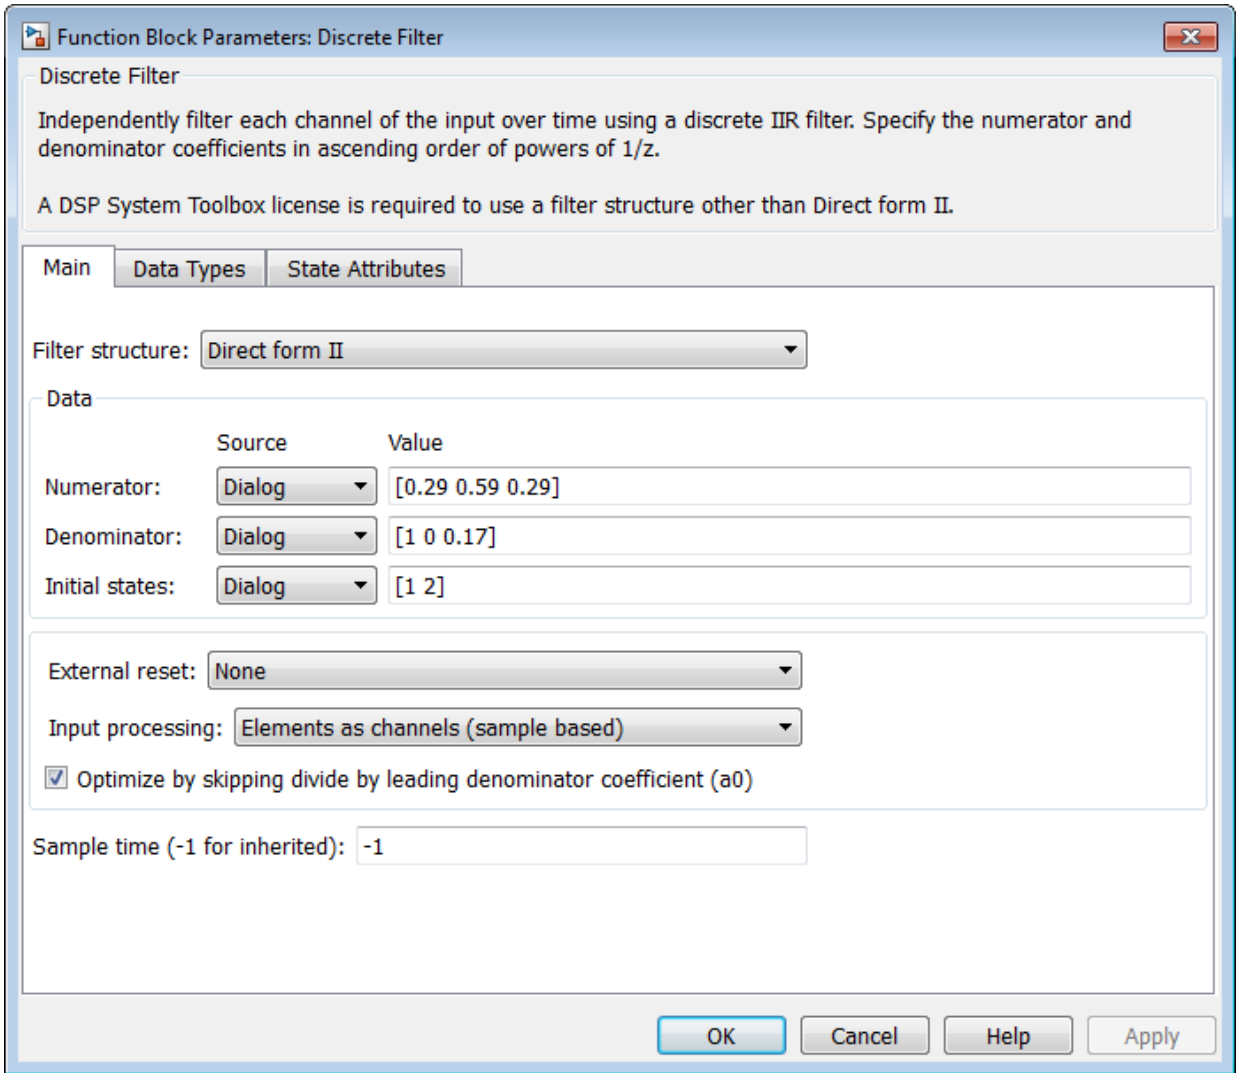 Function Block Parameters: Discrete Filter
Discrete Filter
Independently filter each channel of the input over time using a discrete IIR filter. Specify the numerator and
denominator coefficients in ascending order of powers of 1/z.
A DSP System Toolbox license is required to use a filter structure other than Direct form II.
Main Data Types State Attributes
Filter structure: Direct form II
Data
Source Value
Numerator: Dialog [0.29 0.59 0.29]
Denominator: Dialog [1 0 0.17]
Initial states: Dialog [1 2]
External reset: None
Input processing: Elements as channels (sample based)
Optimize by skipping divide by leading denominator coefficient (a0)
Sample time (-1 for inherited): -1
OK Cancel Help Apply